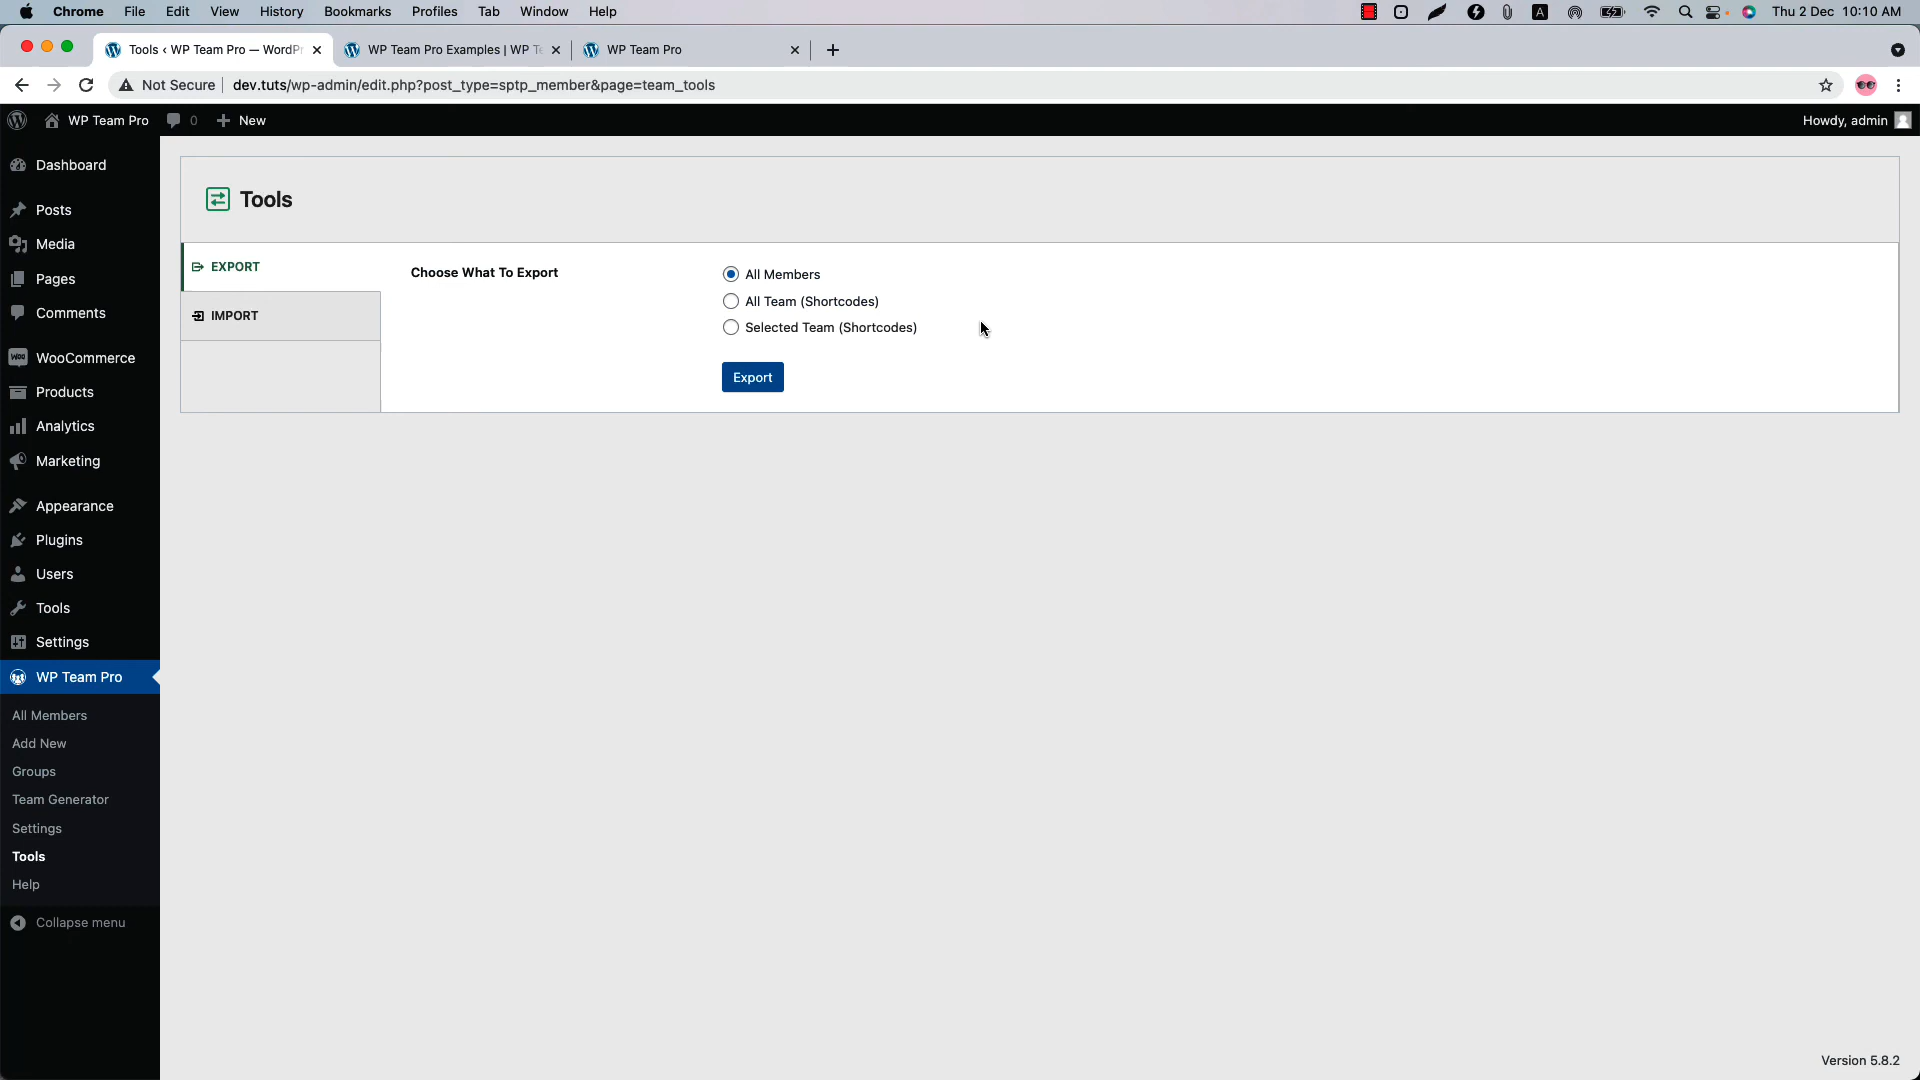 Chrome File Edit View History Bookmarks Profiles Tab Window Help A Thu 2 Dec 10:10 AM
Tools ‹ WP Team Pro — WordPr WP Team Pro Examples | WP Te WP Team Pro
Not Secure dev.tuts/wp-admin/edit.php?post_type=sptp_member&page=team_tools
WP Team Pro 0 New Howdy, admin
Dashboard
Posts
Media
Pages
Comments
Woo WooCommerce
Products
Analytics
Marketing
Appearance
Plugins
Users
Tools
Settings
WP Team Pro
All Members
Add New
Groups
Team Generator
Settings
Tools
Help
Collapse menu
Tools
EXPORT
IMPORT
Choose What To Export
All Members
All Team (Shortcodes)
Selected Team (Shortcodes)
Export
Version 5.8.2